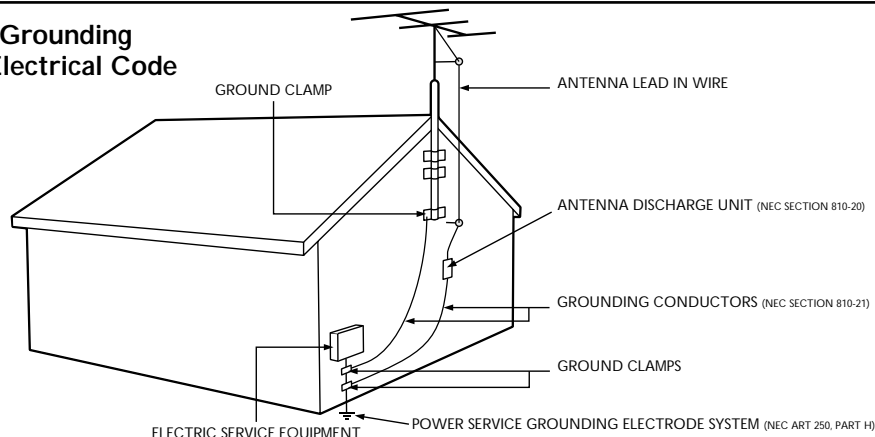 Grounding
Electrical Code
GROUND CLAMP
ANTENNA LEAD IN WIRE
ANTENNA DISCHARGE UNIT (NEC SECTION 810-20)
GROUNDING CONDUCTORS (NEC SECTION 810-21)
GROUND CLAMPS
POWER SERVICE GROUNDING ELECTRODE SYSTEM (NEC ART 250, PART H)
ELECTRIC SERVICE EQUIPMENT